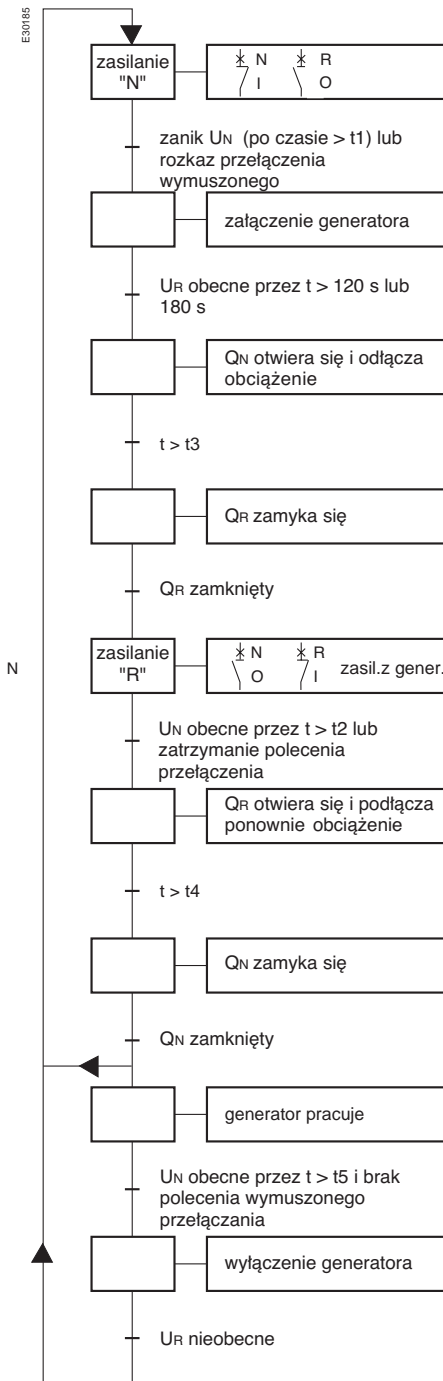 E30185
zasilanie
"N"
N R
I O
zanik UN (po czasie > t1) lub
rozkaz przełączenia
wymuszonego
załączenie generatora
UR obecne przez t > 120 s lub
180 s
QN otwiera się i odłącza
obciążenie
t > t3
QR zamyka się
QR zamknięty
N
zasilanie
"R"
N R
O I zasil.z gener.
UN obecne przez t > t2 lub
zatrzymanie polecenia
przełączenia
QR otwiera się i podłącza
ponownie obciążenie
t > t4
QN zamyka się
QN zamknięty
generator pracuje
UN obecne przez t > t5 i brak
polecenia wymuszonego
przełączania
wyłączenie generatora
UR nieobecne